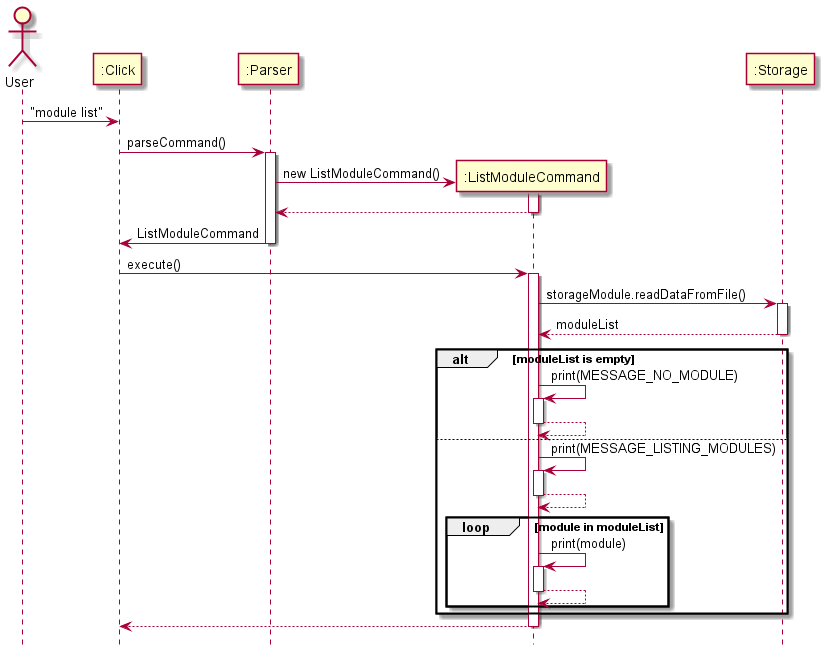 User
:Click
:Parser
:Storage
"module list"
parseCommand()
new ListModuleCommand()
:ListModuleCommand
ListModuleCommand
execute()
storageModule.readDataFromFile()
moduleList
alt
[moduleList is empty]
print(MESSAGE_NO_MODULE)
print(MESSAGE_LISTING_MODULES)
loop
[module in moduleList]
print(module)